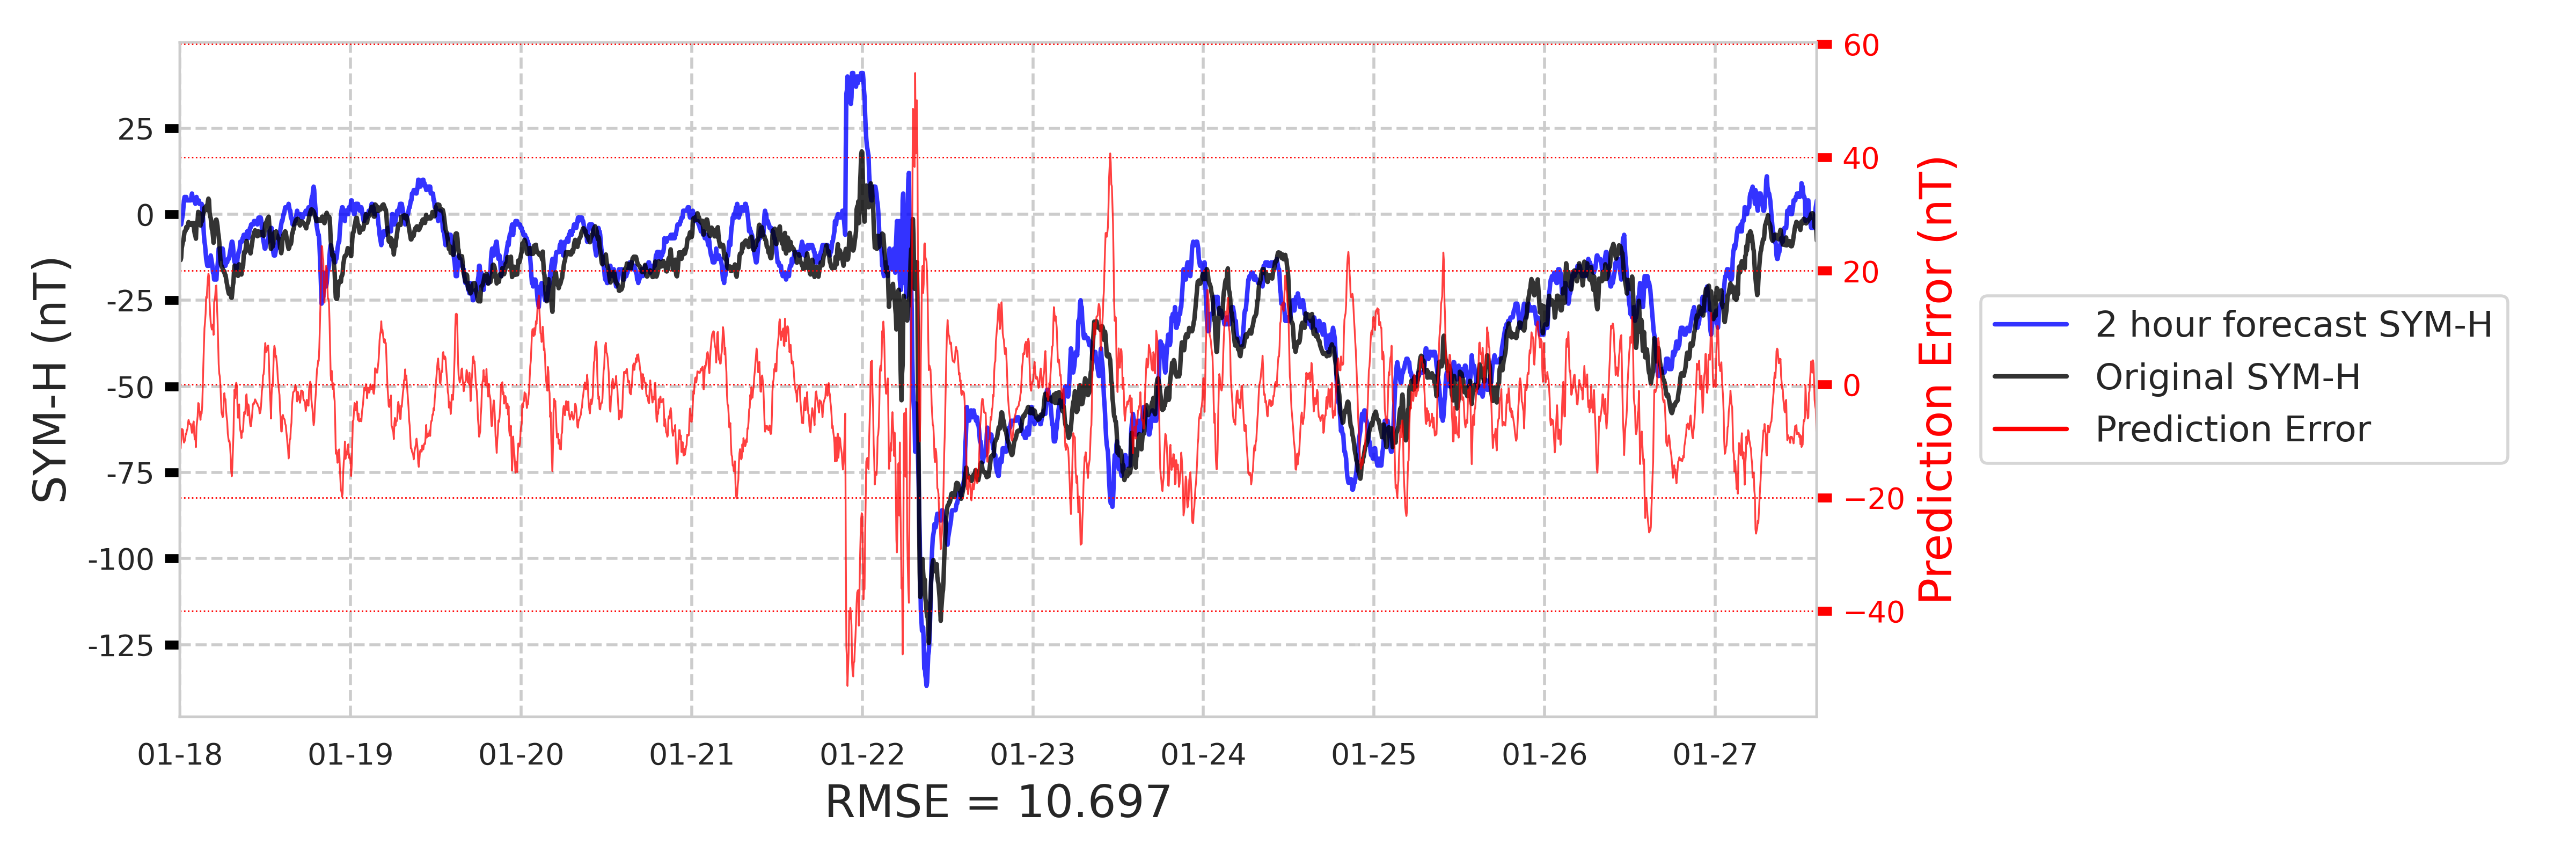 SYM-H (nT)
25
0
-25
-50
-75
-100
-125
60
40
20
0
−20
−40
Prediction Error (nT)
2 hour forecast SYM-H
Original SYM-H
Prediction Error
01-18 01-19 01-20 01-21 01-22 01-23 01-24 01-25 01-26 01-27
RMSE = 10.697